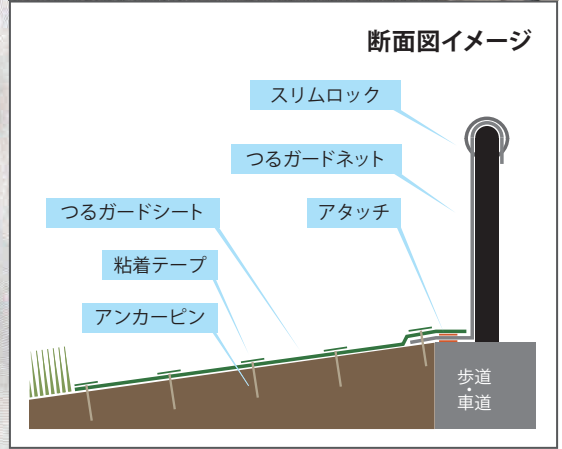 断面図イメージ
スリムロック
つるガードネット
つるガードシート
アタッチ
粘着テープ
アンカーピン
歩道
・
車道